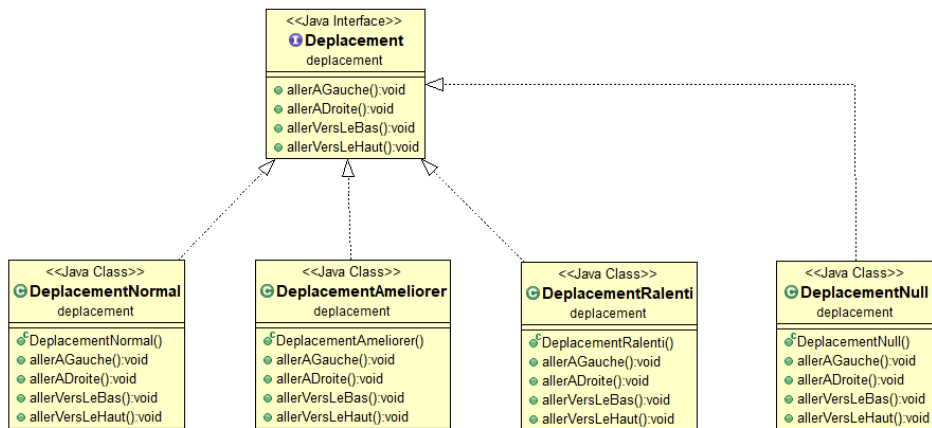 <<Java Interface>>
Deplacement
deplacement
allerAGauche():void
allerADroite():void
allerVersLeBas():void
allerVersLeHaut():void
<<Java Class>>
DeplacementNormal
deplacement
DeplacementNormal()
allerAGauche():void
allerADroite():void
allerVersLeBas():void
allerVersLeHaut():void
<<Java Class>>
DeplacementAmeliorer
deplacement
DeplacementAmeliorer()
allerAGauche():void
allerADroite():void
allerVersLeBas():void
allerVersLeHaut():void
<<Java Class>>
DeplacementRalenti
deplacement
DeplacementRalenti()
allerAGauche():void
allerADroite():void
allerVersLeBas():void
allerVersLeHaut():void
<<Java Class>>
DeplacementNull
deplacement
DeplacementNull()
allerAGauche():void
allerADroite():void
allerVersLeBas():void
allerVersLeHaut():void